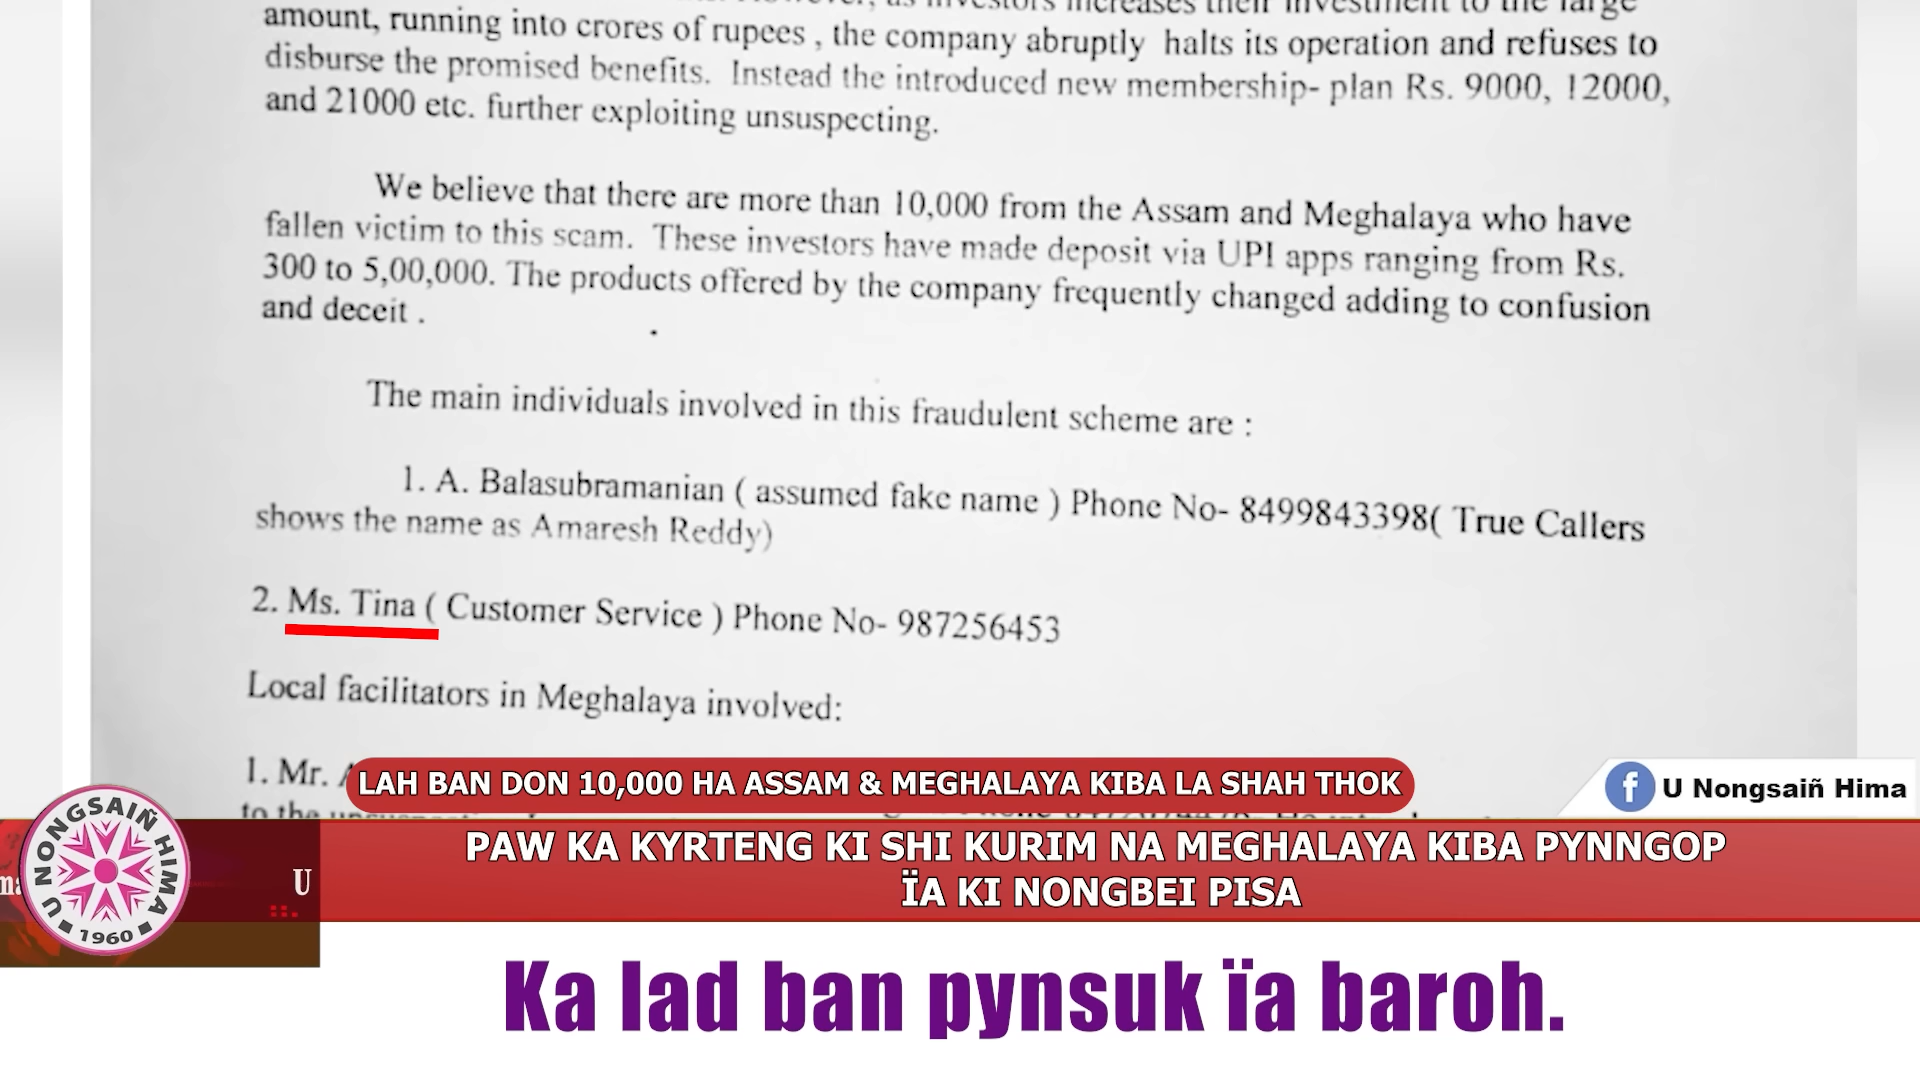 amount, running into crores of rupees , the company abruptly halts its operation and refuses to
disburse the promised benefits. Instead the introduced new membership- plan Rs. 9000, 12000,
and 21000 etc. further exploiting unsuspecting.
We believe that there are more than 10,000 from the Assam and Meghalaya who have
fallen victim to this scam. These investors have made deposit via UPI apps ranging from Rs.
300 to 5,00,000. The products offered by the company frequently changed adding to confusion
and deceit .
The main individuals involved in this fraudulent scheme are :
1. A. Balasubramanian ( assumed fake name ) Phone No- 8499843398( True Callers
shows the name as Amaresh Reddy)
2. Ms. Tina ( Customer Service ) Phone No- 987256453
Local facilitators in Meghalaya involved:
1. Mr.
LAH BAN DON 10,000 HA ASSAM & MEGHALAYA KIBA LA SHAH THOK
U Nongsaiñ Hima
to the
PAW KA KYRTENG KI SHI KURIM NA MEGHALAYA KIBA PYNNGOP
ÏA KI NONGBEI PISA
U NONGSAIÑ HIMA
1960
U
Ka lad ban pynsuk ïa baroh.